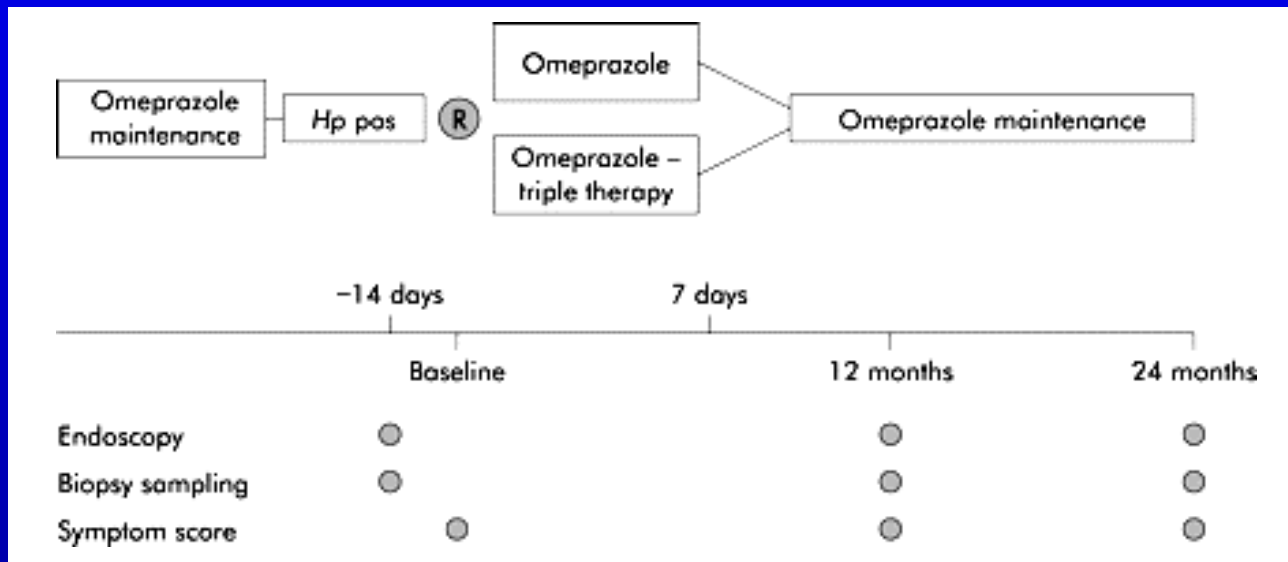 Omeprazole
maintenance
Hp pos
R
Omeprazole
Omeprazole –
triple therapy
Omeprazole maintenance
–14 days
7 days
Baseline
12 months
24 months
Endoscopy
Biopsy sampling
Symptom score